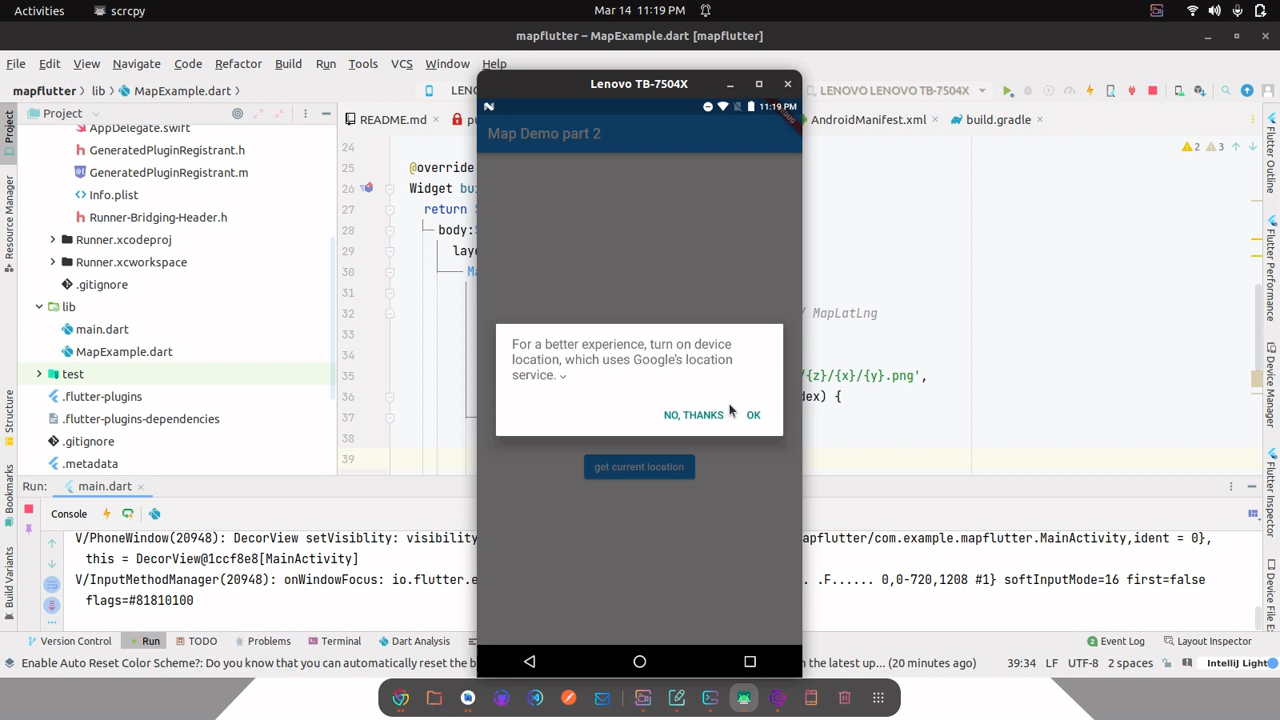 Activities
scrcpy
Mar 14 11:19 PM
mapflutter – MapExample.dart [mapflutter]
File Edit View Navigate Code Refactor Build Run Tools VCS Window Help
mapflutter lib MapExample.dart
LENOVO LENOVO TB-7504X
Project
README.md
AndroidManifest.xml
build.gradle
AppDelegate.swift
GeneratedPluginRegistrant.h
GeneratedPluginRegistrant.m
Info.plist
Runner-Bridging-Header.h
Runner.xcodeproj
Runner.xcworkspace
.gitignore
lib
main.dart
MapExample.dart
test
.flutter-plugins
.flutter-plugins-dependencies
.gitignore
.metadata
24
25 @override
26 Widget
27 return
28 body:
29
30
31
32 MapLatLng
33
34
35 /{z}/{x}/{y}.png',
36
37
38
39
2 3
Lenovo TB-7504X
11:19 PM
Map Demo part 2
For a better experience, turn on device
location, which uses Google's location
service.
NO, THANKS OK
get current location
Project
Resource Manager
Structure
Bookmarks
Build Variants
Flutter Outline
Flutter Performance
Device Manager
Flutter Inspector
Run: main.dart
Console
V/PhoneWindow(20948): DecorView setVisiblity: visibility
apflutter/com.example.mapflutter.MainActivity,ident = 0},
this = DecorView@1ccf8e8[MainActivity]
V/InputMethodManager(20948): onWindowFocus: io.flutter.e
.F...... 0,0-720,1208 #1} softInputMode=16 first=false
flags=#81810100
Version Control Run TODO Problems Terminal Dart Analysis
Event Log Layout Inspector
Enable Auto Reset Color Scheme?: Do you know that you can automatically reset the
the latest up... (20 minutes ago)
39:34 LF UTF-8 2 spaces IntelliJ Light